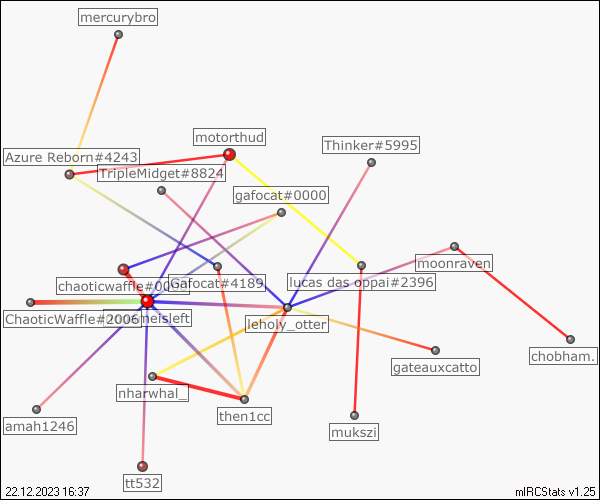 mercurybro
motorthud
Thinker#5995
Azure Reborn#4243
TripleMidget#8824
gafocat#0000
moonraven
chaoticwaffle#00
Gafocat#4189
lucas das oppai#2396
ChaoticWaffle#2006
meisleft
leholy_otter
chobham.
gateauxcatto
nharwhal_
then1cc
amah1246
mukszi
tt532
22.12.2023 16:37
mIRCStats v1.25